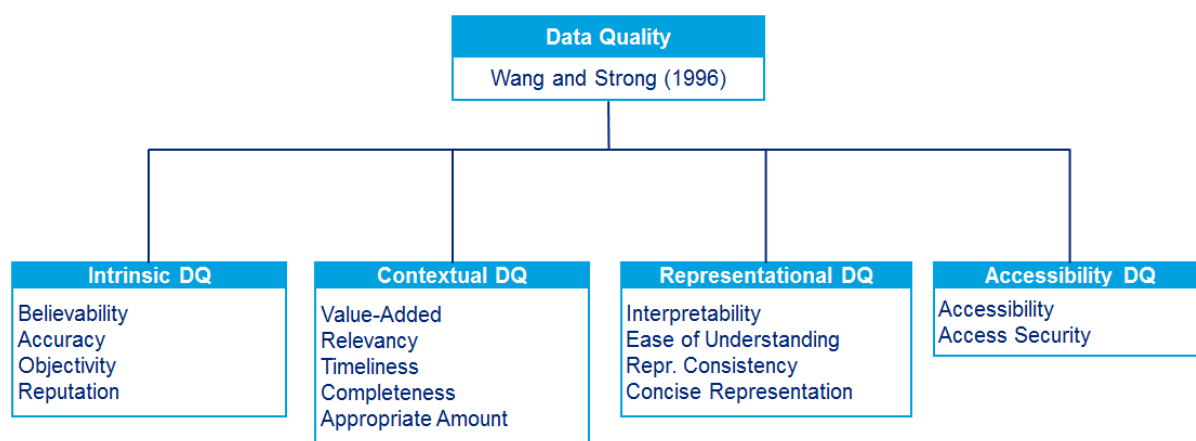 Data Quality
Wang and Strong (1996)
Intrinsic DQ
Believability
Accuracy
Objectivity
Reputation
Contextual DQ
Value-Added
Relevancy
Timeliness
Completeness
Appropriate Amount
Representational DQ
Interpretability
Ease of Understanding
Repr. Consistency
Concise Representation
Accessibility DQ
Accessibility
Access Security